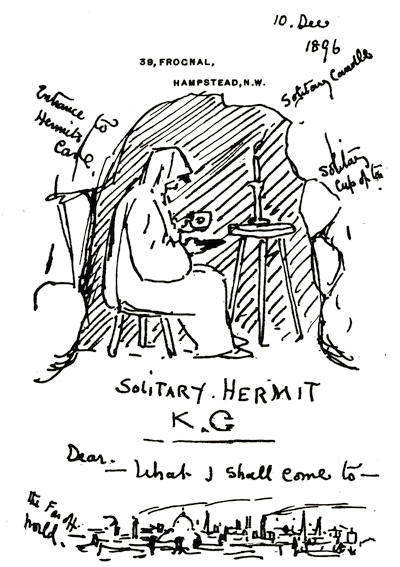 10. Dec
1896
39, FROGNAL,
HAMPSTEAD, N.W.
Solitary Candle
Entrance
to
Hermits
Cave
Solitary
Cup of tea
SOLITARY. HERMIT
K.G
Dear.
— What I shall come to —
the Far off
World.